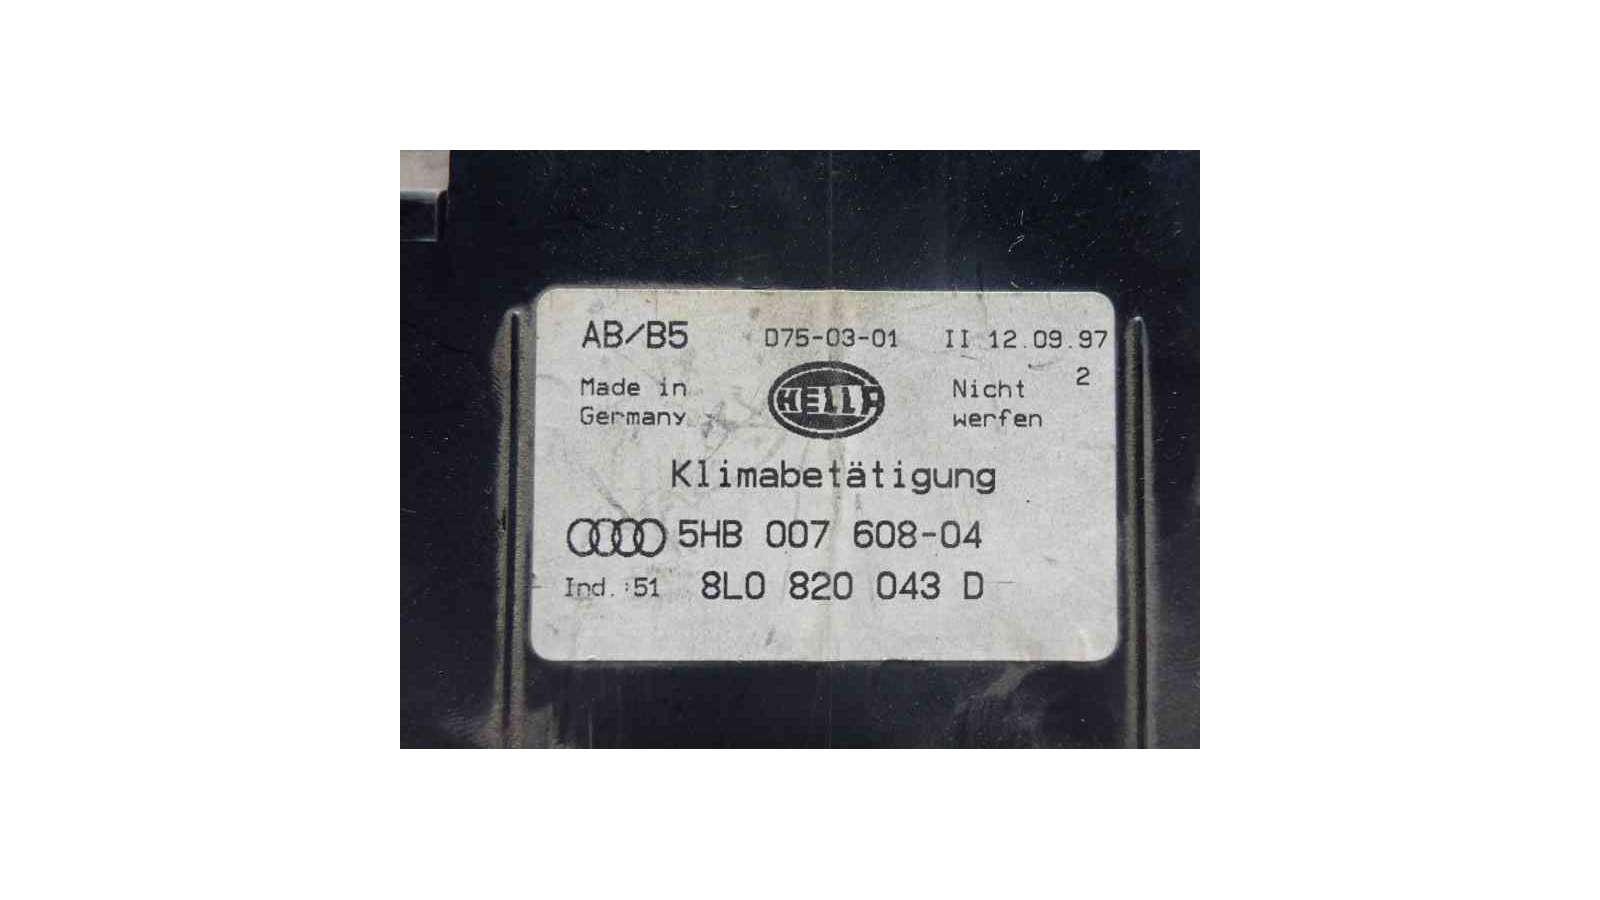 AB/B5 D75-03-01 II 12.09.97
2
Made in HELLA Nicht
Germany werfen
Klimabetätigung
5HB 007 608-04
Ind.:51 8L0 820 043 D